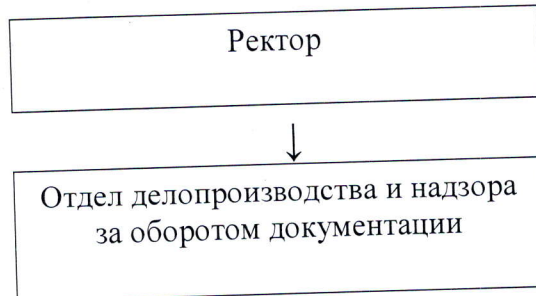 Ректор
Отдел делопроизводства и надзора
за оборотом документации